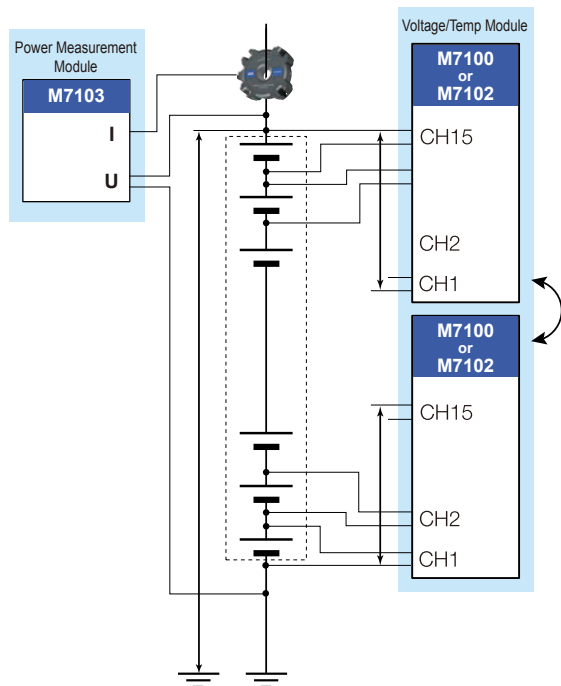 Power Measurement
Module
M7103
I
U
Voltage/Temp Module
M7100
or
M7102
CH15
CH2
CH1
M7100
or
M7102
CH15
CH2
CH1